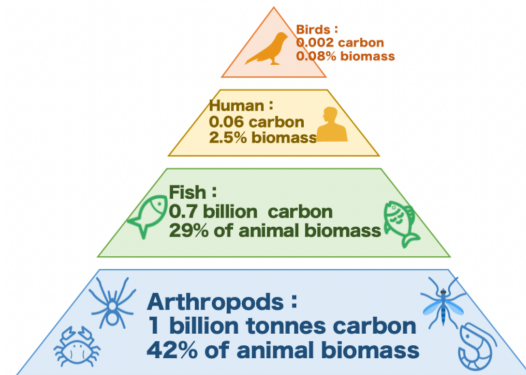 Birds：
0.002 carbon
0.08% biomass
Human：
0.06 carbon
2.5% biomass
Fish：
0.7 billion carbon
29% of animal biomass
Arthropods：
1 billion tonnes carbon
42% of animal biomass